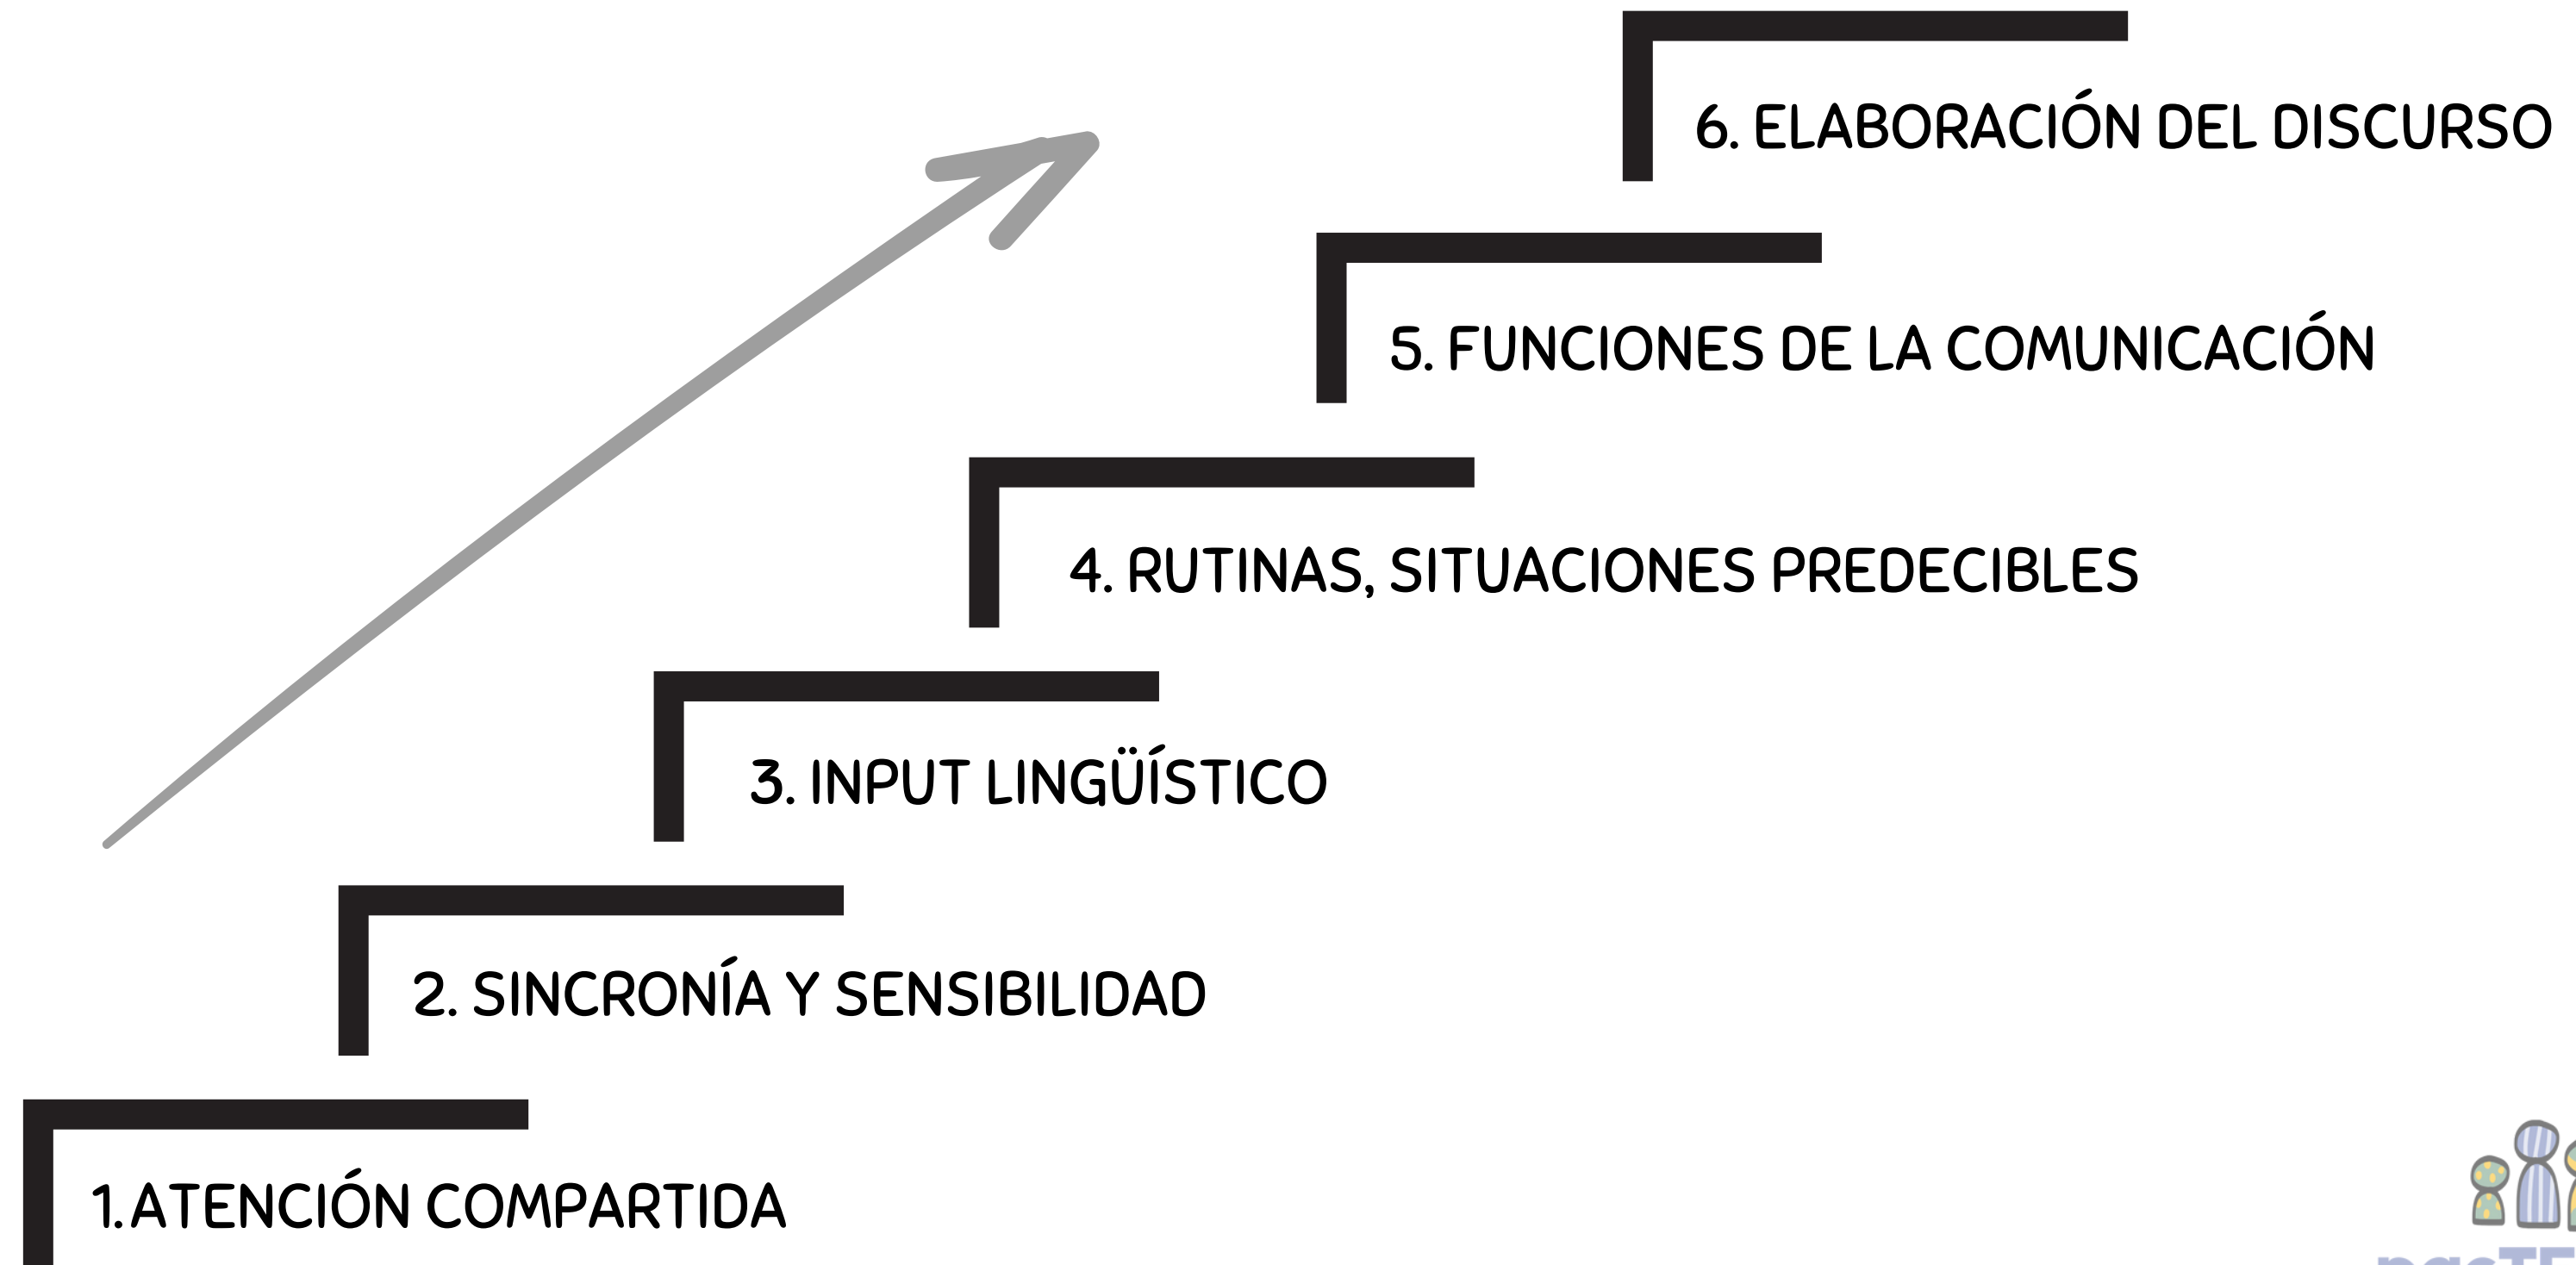 6. ELABORACIÓN DEL DISCURSO
5. FUNCIONES DE LA COMUNICACIÓN
4. RUTINAS, SITUACIONES PREDECIBLES
3. INPUT LINGÜÍSTICO
2. SINCRONÍA Y SENSIBILIDAD
1.ATENCIÓN COMPARTIDA